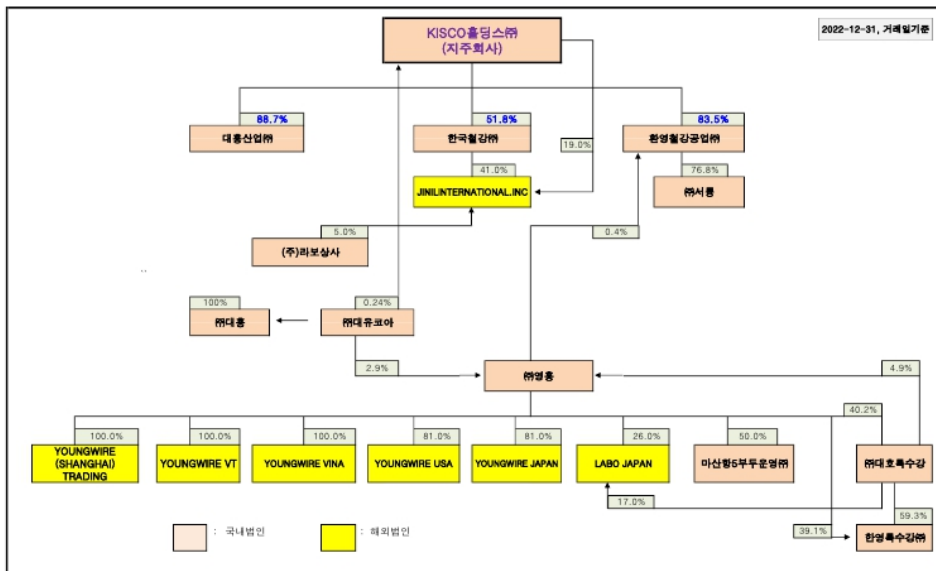 KISCO홀딩스㈜
(지주회사)
2022-12-31, 거래일기준
88.7%
51.8%
83.5%
대흥산업㈜
한국철강㈜
환영철강공업㈜
19.0%
41.0%
76.8%
JINILINTERNATIONAL.INC
㈜서륭
5.0%
0.4%
(주)라보상사
..
100%
0.24%
㈜대흥
㈜대유코아
2.9%
㈜영흥
4.9%
40.2%
100.0%
100.0%
100.0%
81.0%
81.0%
26.0%
50.0%
YOUNGWIRE
(SHANGHAI)
TRADING
YOUNGWIRE VT
YOUNGWIRE VINA
YOUNGWIRE USA
YOUNGWIRE JAPAN
LABO JAPAN
마산항5부두운영㈜
㈜대호특수강
17.0%
59.3%
39.1%
한영특수강㈜
: 국내법인
: 해외법인